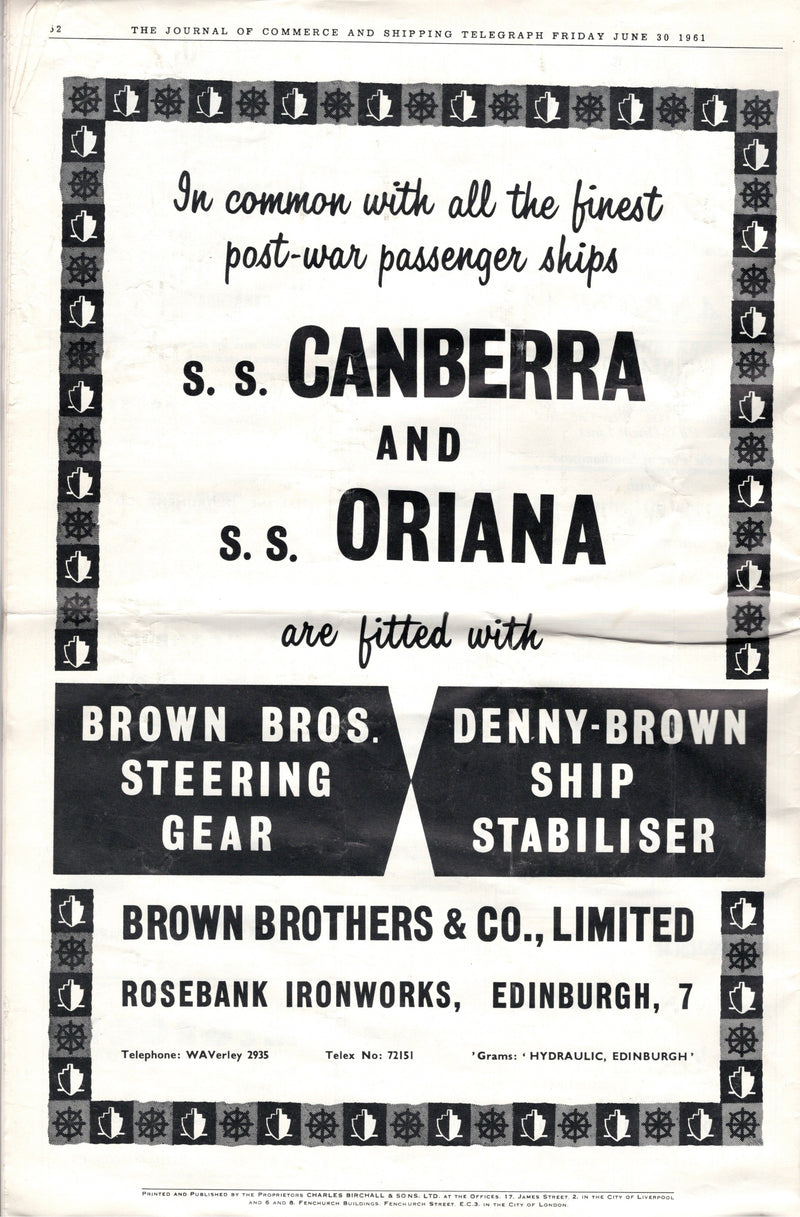 THE JOURNAL OF COMMERCE AND SHIPPING TELEGRAPH FRIDAY JUNE 30 1961
In common with all the finest
post-war passenger ships
S. S. CANBERRA
AND
S. S. ORIANA
are fitted with
BROWN BROS.
STEERING
GEAR
DENNY-BROWN
SHIP
STABILISER
BROWN BROTHERS & CO., LIMITED
ROSEBANK IRONWORKS, EDINBURGH, 7
Telephone: WAVerley 2935 Telex No: 72151 'Grams: ‘HYDRAULIC, EDINBURGH’
PRINTED AND PUBLISHED BY THE PROPRIETORS CHARLES BIRCHALL & SONS. LTD. AT THE OFFICES. 17. JAMES STREET. 2. IN THE CITY OF LIVERPOOL
AND 6 AND 8. FENCHURCH BUILDINGS. FENCHURCH STREET. E.C.3. IN THE CITY OF LONDON.